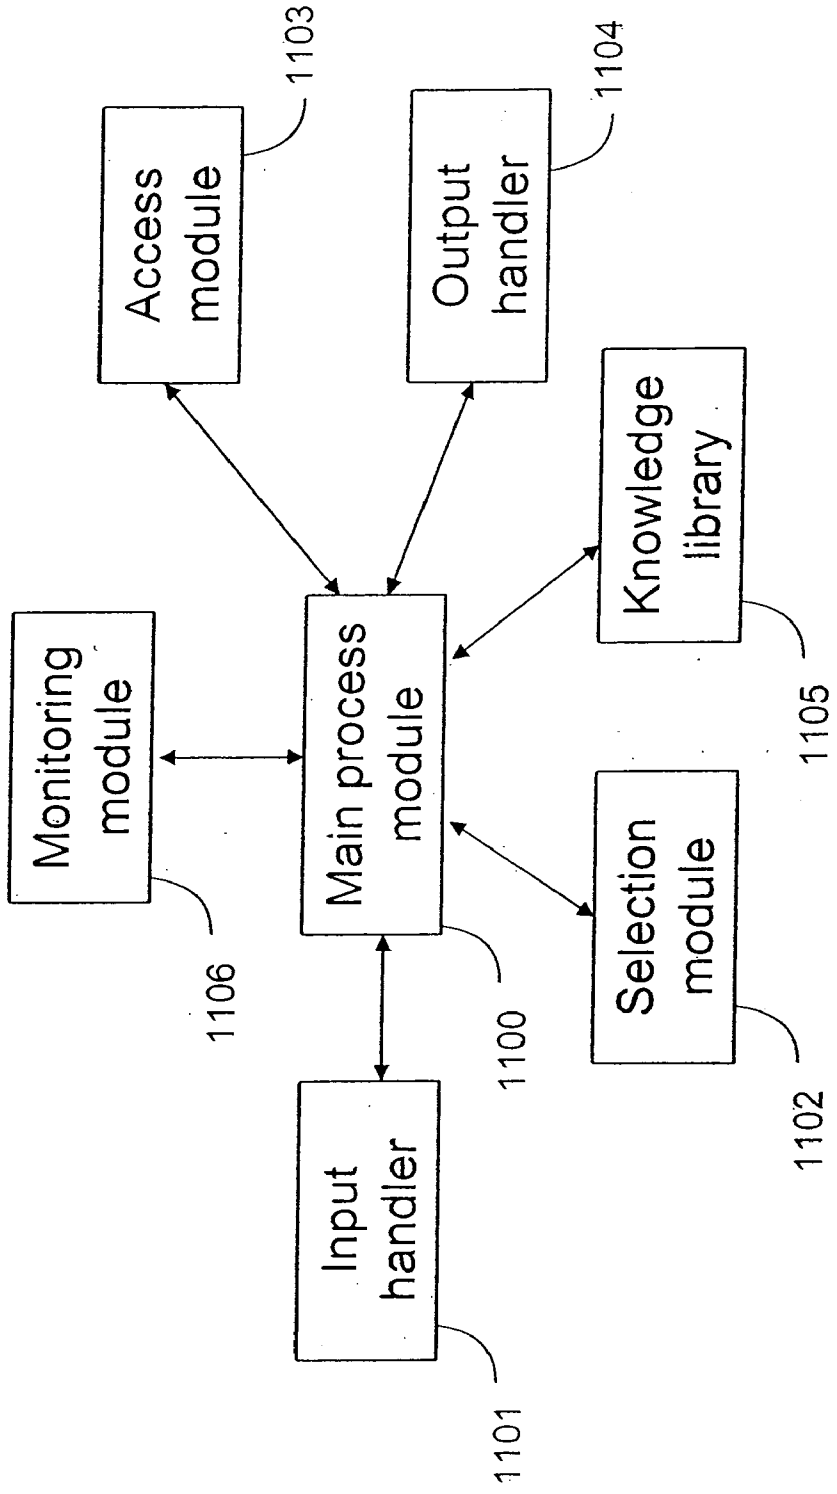 Monitoring
module
1106
Access
module
1103
Input
handler
1101
Main process
module
1100
Output
handler
1104
Selection
module
1102
Knowledge
library
1105